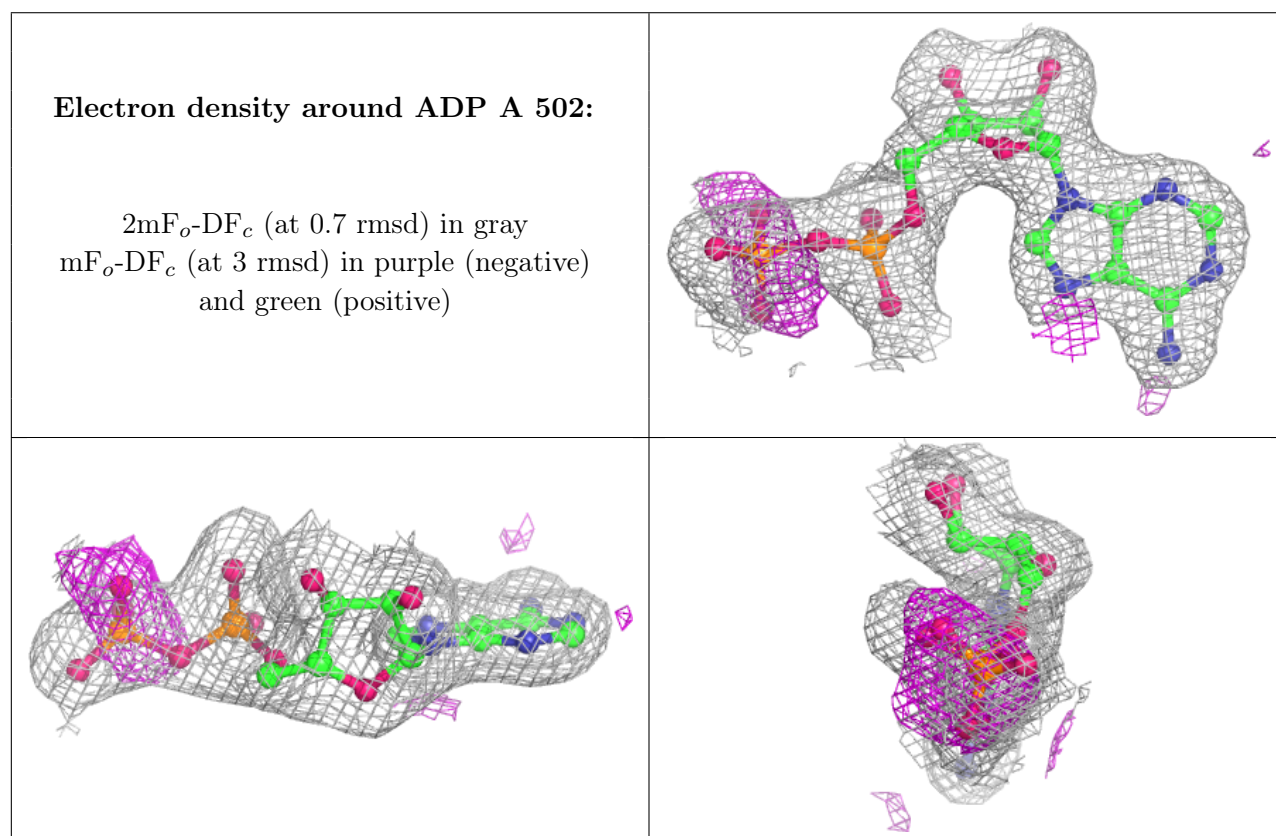 Electron density around ADP A 502:
2mFo-DFc (at 0.7 rmsd) in gray
mFo-DFc (at 3 rmsd) in purple (negative)
and green (positive)